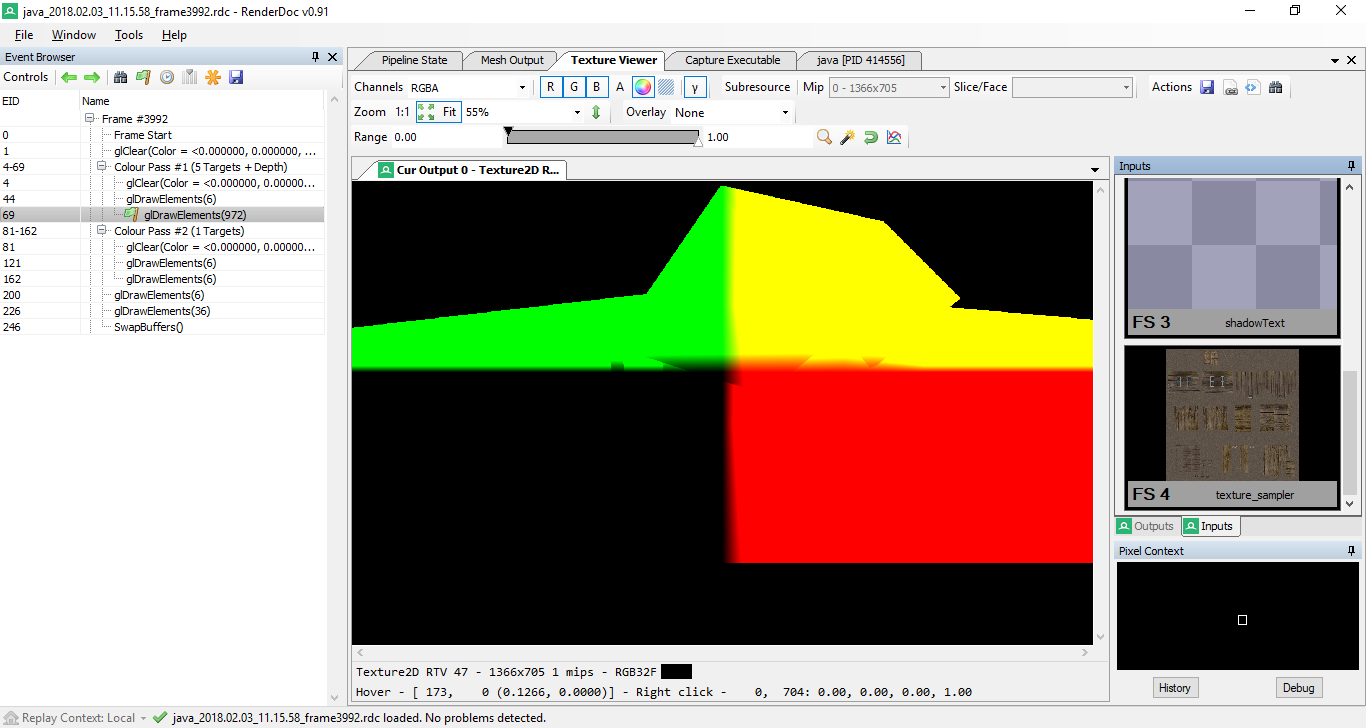 java_2018.02.03_11.15.58_frame3992.rdc - RenderDoc v0.91
File Window Tools Help
Event Browser
Controls
EID Name
Frame #3992
0 Frame Start
1 glClear(Color = <0.000000, 0.000000, ...
4-69 Colour Pass #1 (5 Targets + Depth)
4 glClear(Color = <0.000000, 0.00000...
44 glDrawElements(6)
69 glDrawElements(972)
81-162 Colour Pass #2 (1 Targets)
81 glClear(Color = <0.000000, 0.00000...
121 glDrawElements(6)
162 glDrawElements(6)
200 glDrawElements(6)
226 glDrawElements(36)
246 SwapBuffers()
Pipeline State Mesh Output Texture Viewer Capture Executable java [PID 414556]
Channels RGBA R G B A γ Subresource Mip 0 - 1366x705 Slice/Face Actions
Zoom 1:1 Fit 55% Overlay None
Range 0.00 1.00
Cur Output 0 - Texture2D R...
Texture2D RTV 47 - 1366x705 1 mips - RGB32F
Hover - [ 173, 0 (0.1266, 0.0000)] - Right click - 0, 704: 0.00, 0.00, 0.00, 1.00
Inputs
FS 3 shadowText
FS 4 texture_sampler
Outputs Inputs
Pixel Context
History Debug
Replay Context: Local java_2018.02.03_11.15.58_frame3992.rdc loaded. No problems detected.